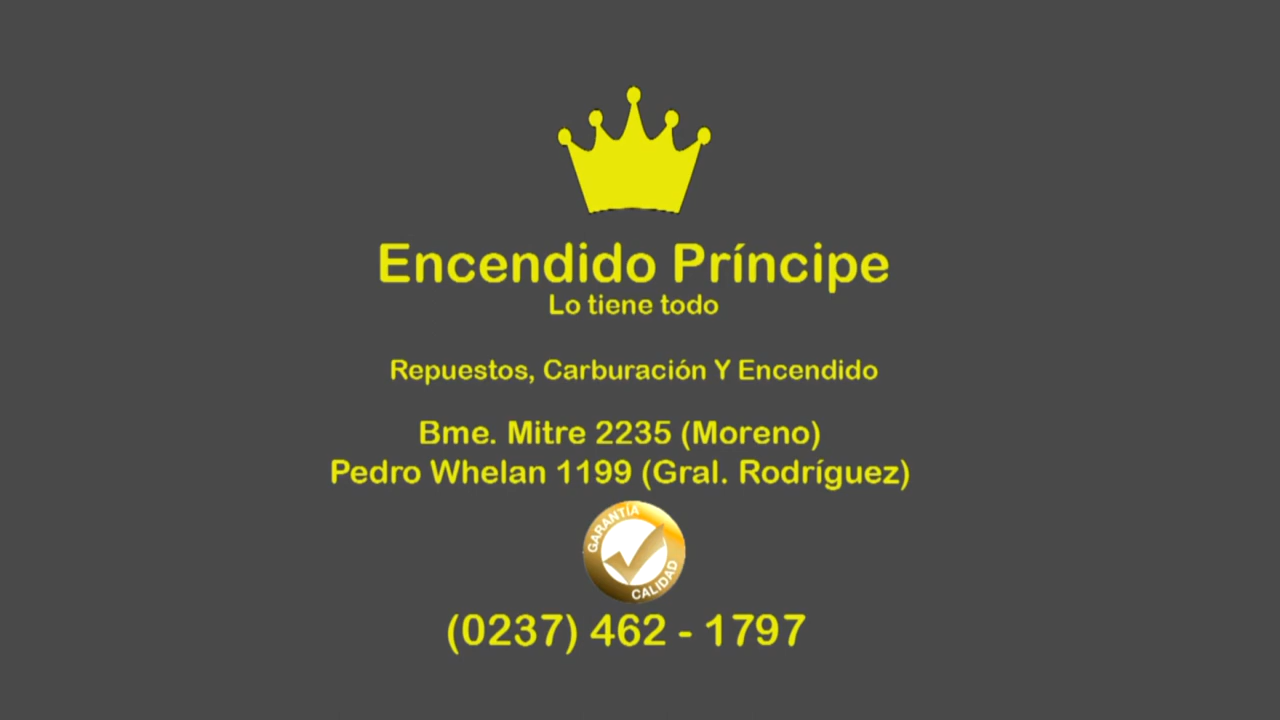 Encendido Príncipe
Lo tiene todo
Repuestos, Carburación Y Encendido
Bme. Mitre 2235 (Moreno)
Pedro Whelan 1199 (Gral. Rodríguez)
GARANTÍA
CALIDAD
(0237) 462 - 1797